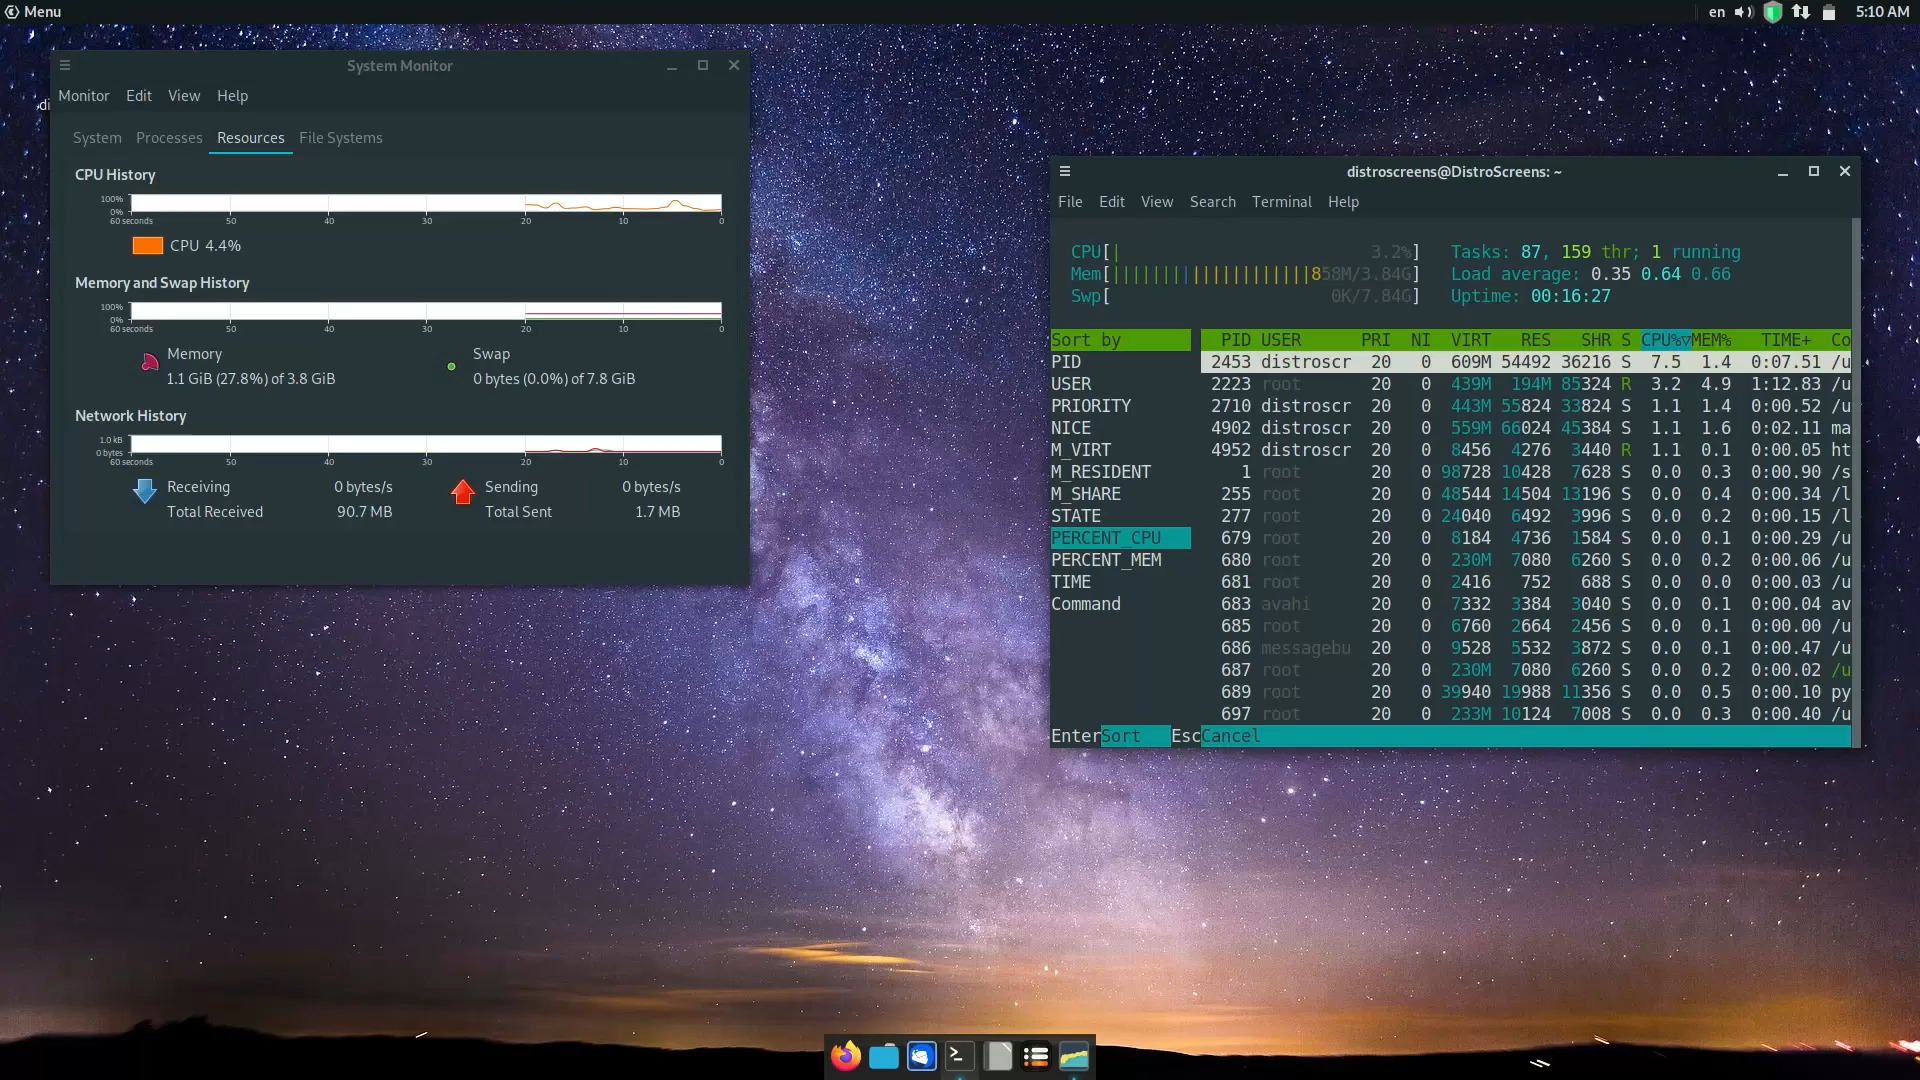 Menu
en
5:10 AM
di
System Monitor
Monitor Edit View Help
System Processes Resources File Systems
CPU History
100%
0%
60 seconds 50 40 30 20 10 0
CPU 4.4%
Memory and Swap History
100%
0%
60 seconds 50 40 30 20 10 0
Memory
1.1 GiB (27.8%) of 3.8 GiB
Swap
0 bytes (0.0%) of 7.8 GiB
Network History
1.0 kB
0 bytes
60 seconds 50 40 30 20 10 0
Receiving 0 bytes/s
Total Received 90.7 MB
Sending 0 bytes/s
Total Sent 1.7 MB
distroscreens@DistroScreens: ~
File Edit View Search Terminal Help
CPU[| 3.2%] Tasks: 87, 159 thr; 1 running
Mem[||||||||||||||||||||858M/3.84G] Load average: 0.35 0.64 0.66
Swp[ 0K/7.84G] Uptime: 00:16:27
Sort by PID USER PRI NI VIRT RES SHR S CPU%▽MEM% TIME+ Co
PID 2453 distroscr 20 0 609M 54492 36216 S 7.5 1.4 0:07.51 /u
USER 2223 root 20 0 439M 194M 85324 R 3.2 4.9 1:12.83 /u
PRIORITY 2710 distroscr 20 0 443M 55824 33824 S 1.1 1.4 0:00.52 /u
NICE 4902 distroscr 20 0 559M 66024 45384 S 1.1 1.6 0:02.11 ma
M_VIRT 4952 distroscr 20 0 8456 4276 3440 R 1.1 0.1 0:00.05 ht
M_RESIDENT 1 root 20 0 98728 10428 7628 S 0.0 0.3 0:00.90 /s
M_SHARE 255 root 20 0 48544 14504 13196 S 0.0 0.4 0:00.34 /l
STATE 277 root 20 0 24040 6492 3996 S 0.0 0.2 0:00.15 /l
PERCENT_CPU 679 root 20 0 8184 4736 1584 S 0.0 0.1 0:00.29 /u
PERCENT_MEM 680 root 20 0 230M 7080 6260 S 0.0 0.2 0:00.06 /u
TIME 681 root 20 0 2416 752 688 S 0.0 0.0 0:00.03 /u
Command 683 avahi 20 0 7332 3384 3040 S 0.0 0.1 0:00.04 av
685 root 20 0 6760 2664 2456 S 0.0 0.1 0:00.00 /u
686 messagebu 20 0 9528 5532 3872 S 0.0 0.1 0:00.47 /u
687 root 20 0 230M 7080 6260 S 0.0 0.2 0:00.02 /u
689 root 20 0 39940 19988 11356 S 0.0 0.5 0:00.10 py
697 root 20 0 233M 10124 7008 S 0.0 0.3 0:00.40 /u
EnterSort EscCancel